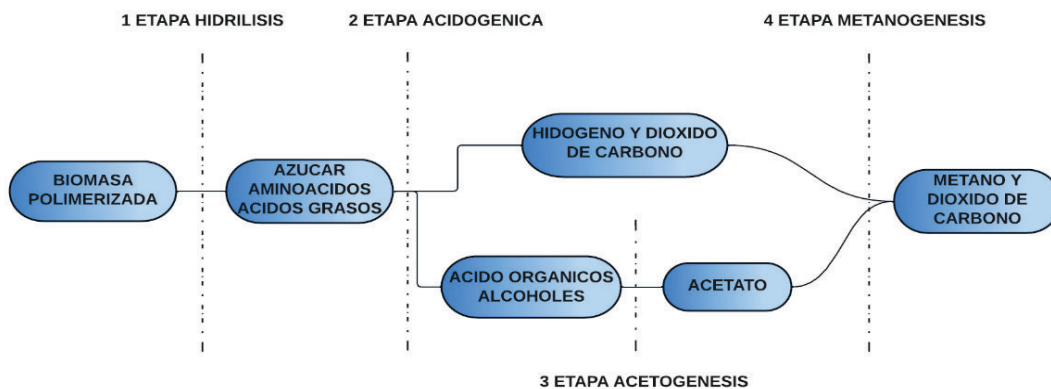 1 ETAPA HIDRILISIS
2 ETAPA ACIDOGENICA
4 ETAPA METANOGENESIS
BIOMASA
POLIMERIZADA
AZUCAR
AMINOACIDOS
ACIDOS GRASOS
HIDOGENO Y DIOXIDO
DE CARBONO
ACIDO ORGANICOS
ALCOHOLES
ACETATO
METANO Y
DIOXIDO DE
CARBONO
3 ETAPA ACETOGENESIS